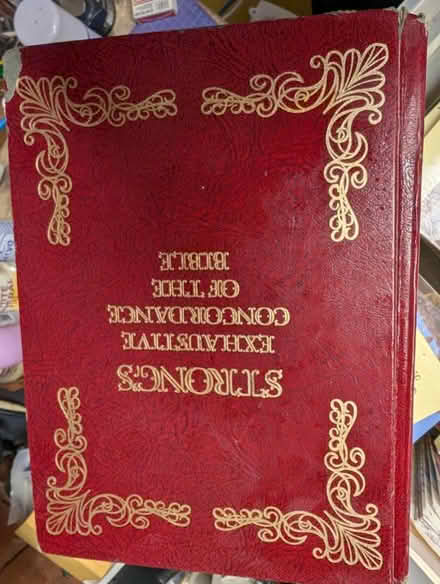 STRONG'S
EXHAUSTIVE
CONCORDANCE
OF THE
BIBLE